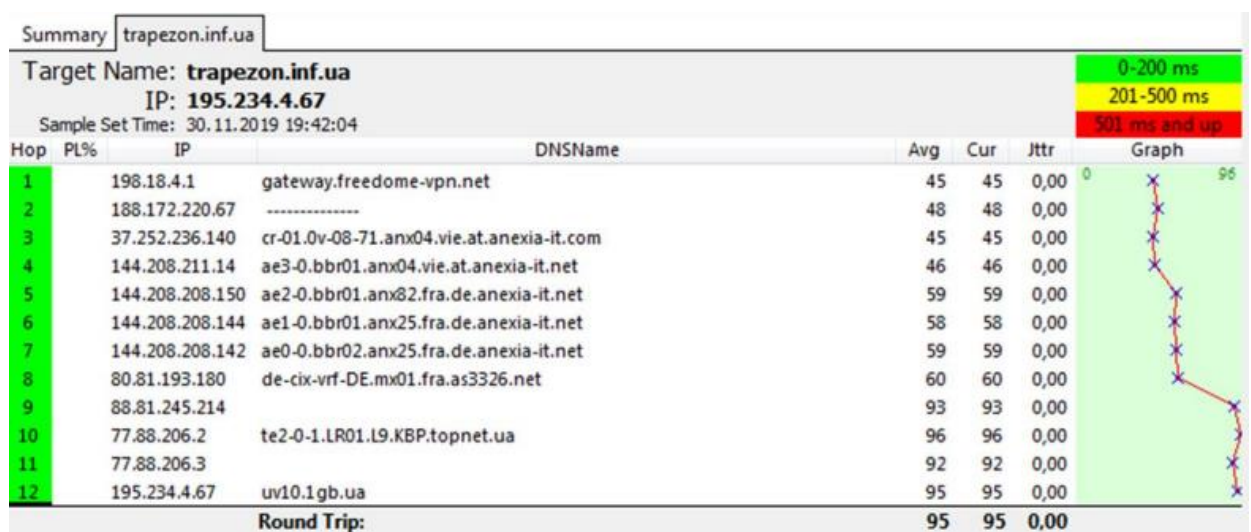 Summary trapezon.inf.ua
Target Name: trapezon.inf.ua 0-200 ms
IP: 195.234.4.67 201-500 ms
Sample Set Time: 30.11.2019 19:42:04 501 ms and up
Hop PL% IP DNSName Avg Cur Jttr Graph
1 198.18.4.1 gateway.freedome-vpn.net 45 45 0,00 0 96
2 188.172.220.67 --------------- 48 48 0,00
3 37.252.236.140 cr-01.0v-08-71.anx04.vie.at.anexia-it.com 45 45 0,00
4 144.208.211.14 ae3-0.bbr01.anx04.vie.at.anexia-it.net 46 46 0,00
5 144.208.208.150 ae2-0.bbr01.anx82.fra.de.anexia-it.net 59 59 0,00
6 144.208.208.144 ae1-0.bbr01.anx25.fra.de.anexia-it.net 58 58 0,00
7 144.208.208.142 ae0-0.bbr02.anx25.fra.de.anexia-it.net 59 59 0,00
8 80.81.193.180 de-cix-vrf-DE.mx01.fra.as3326.net 60 60 0,00
9 88.81.245.214 93 93 0,00
10 77.88.206.2 te2-0-1.LR01.L9.KBP.topnet.ua 96 96 0,00
11 77.88.206.3 92 92 0,00
12 195.234.4.67 uv10.1gb.ua 95 95 0,00
Round Trip: 95 95 0,00